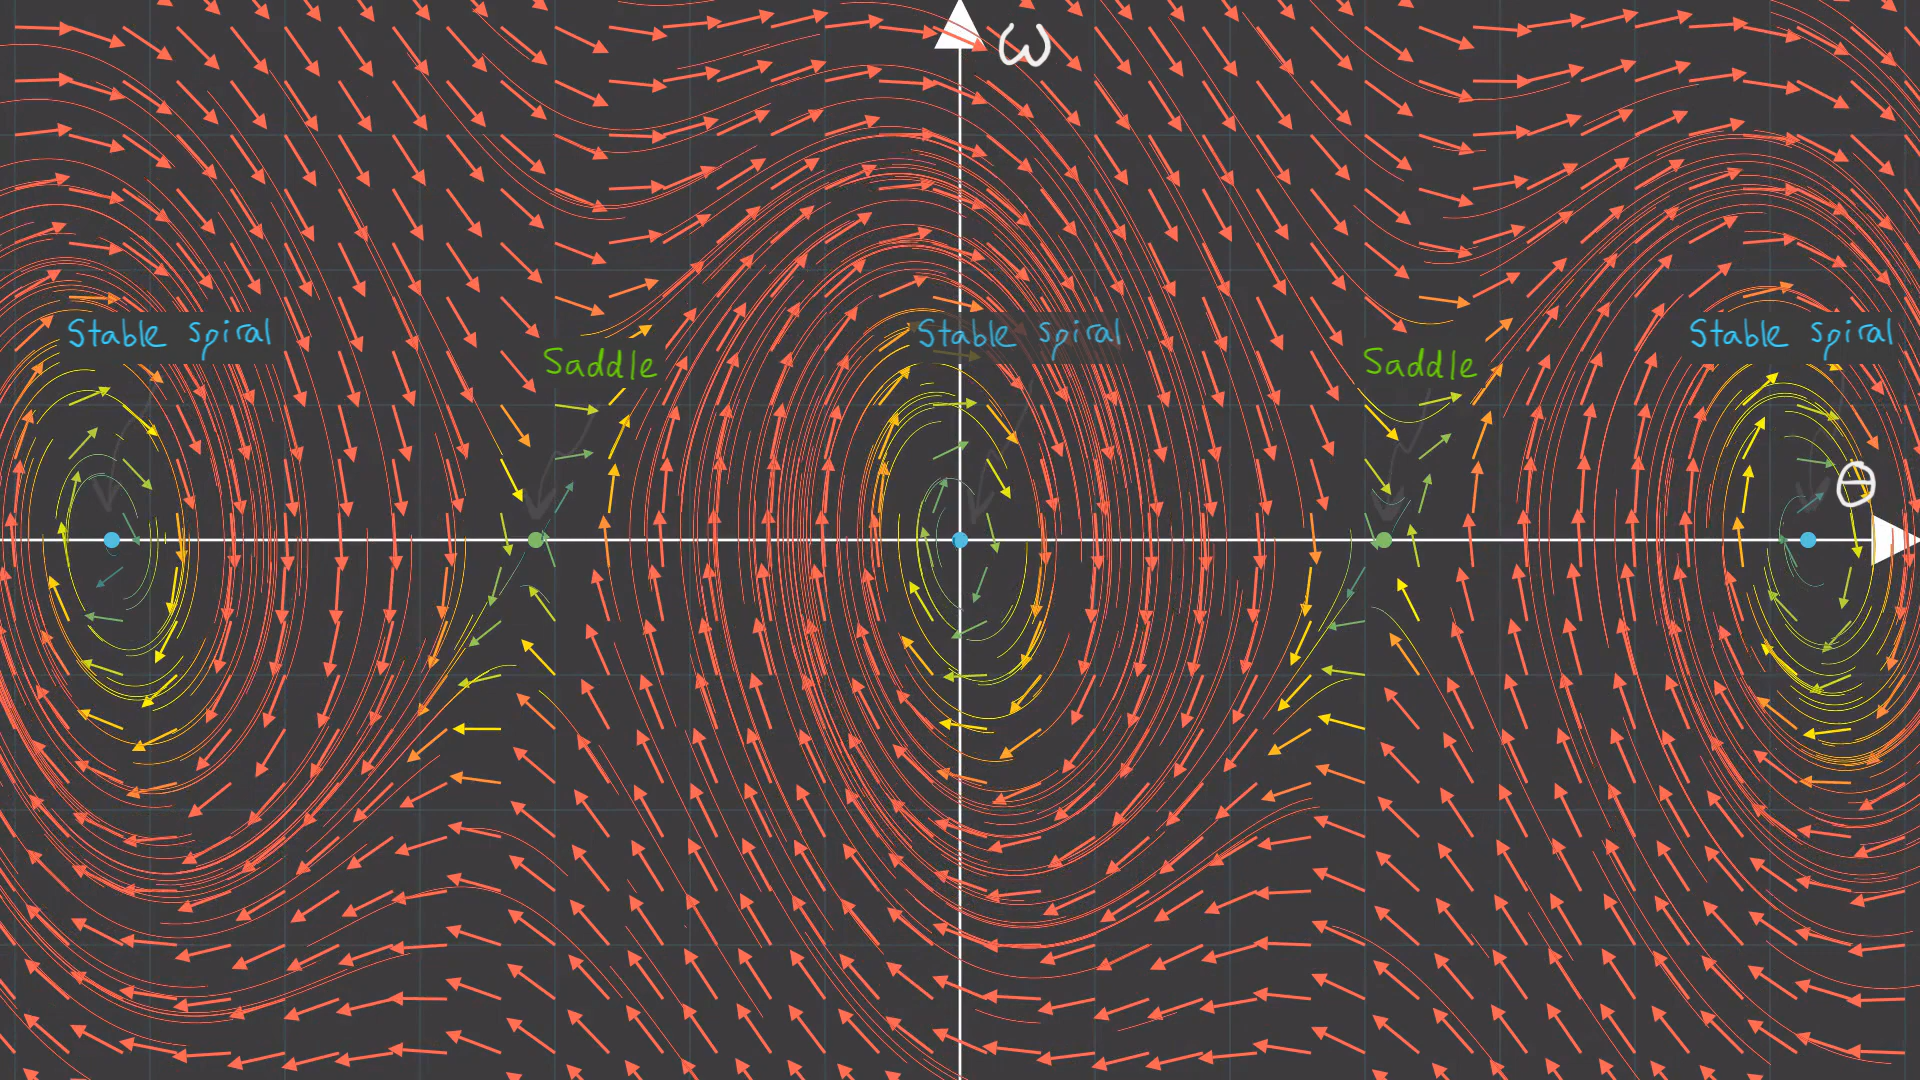 ω
Stable spiral
Stable spiral
Stable spiral
Saddle
Saddle
θ